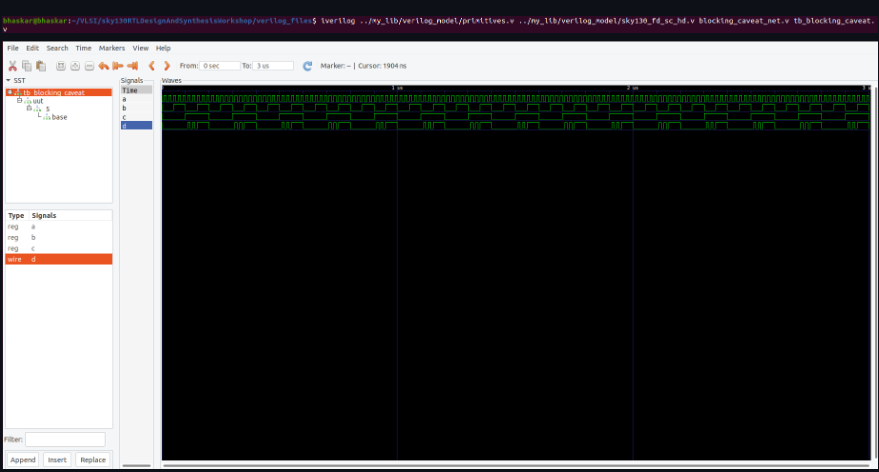 bhaskar@bhaskar:~/VLSI/sky130RTLDesignAndSynthesisWorkshop/verilog_files$ iverilog ../my_lib/verilog_model/primitives.v ../my_lib/verilog_model/sky130_fd_sc_hd.v blocking_caveat_net.v tb_blocking_caveat.
v
File Edit Search Time Markers View Help
From: 0 sec To: 3 us Marker: -- | Cursor: 1904 ns
SST
tb_blocking_caveat
uut
_5_
base
Type Signals
reg a
reg b
reg c
wire d
Filter:
Append Insert Replace
Signals
Time
a
b
c
d
Waves
1 us 2 us 3